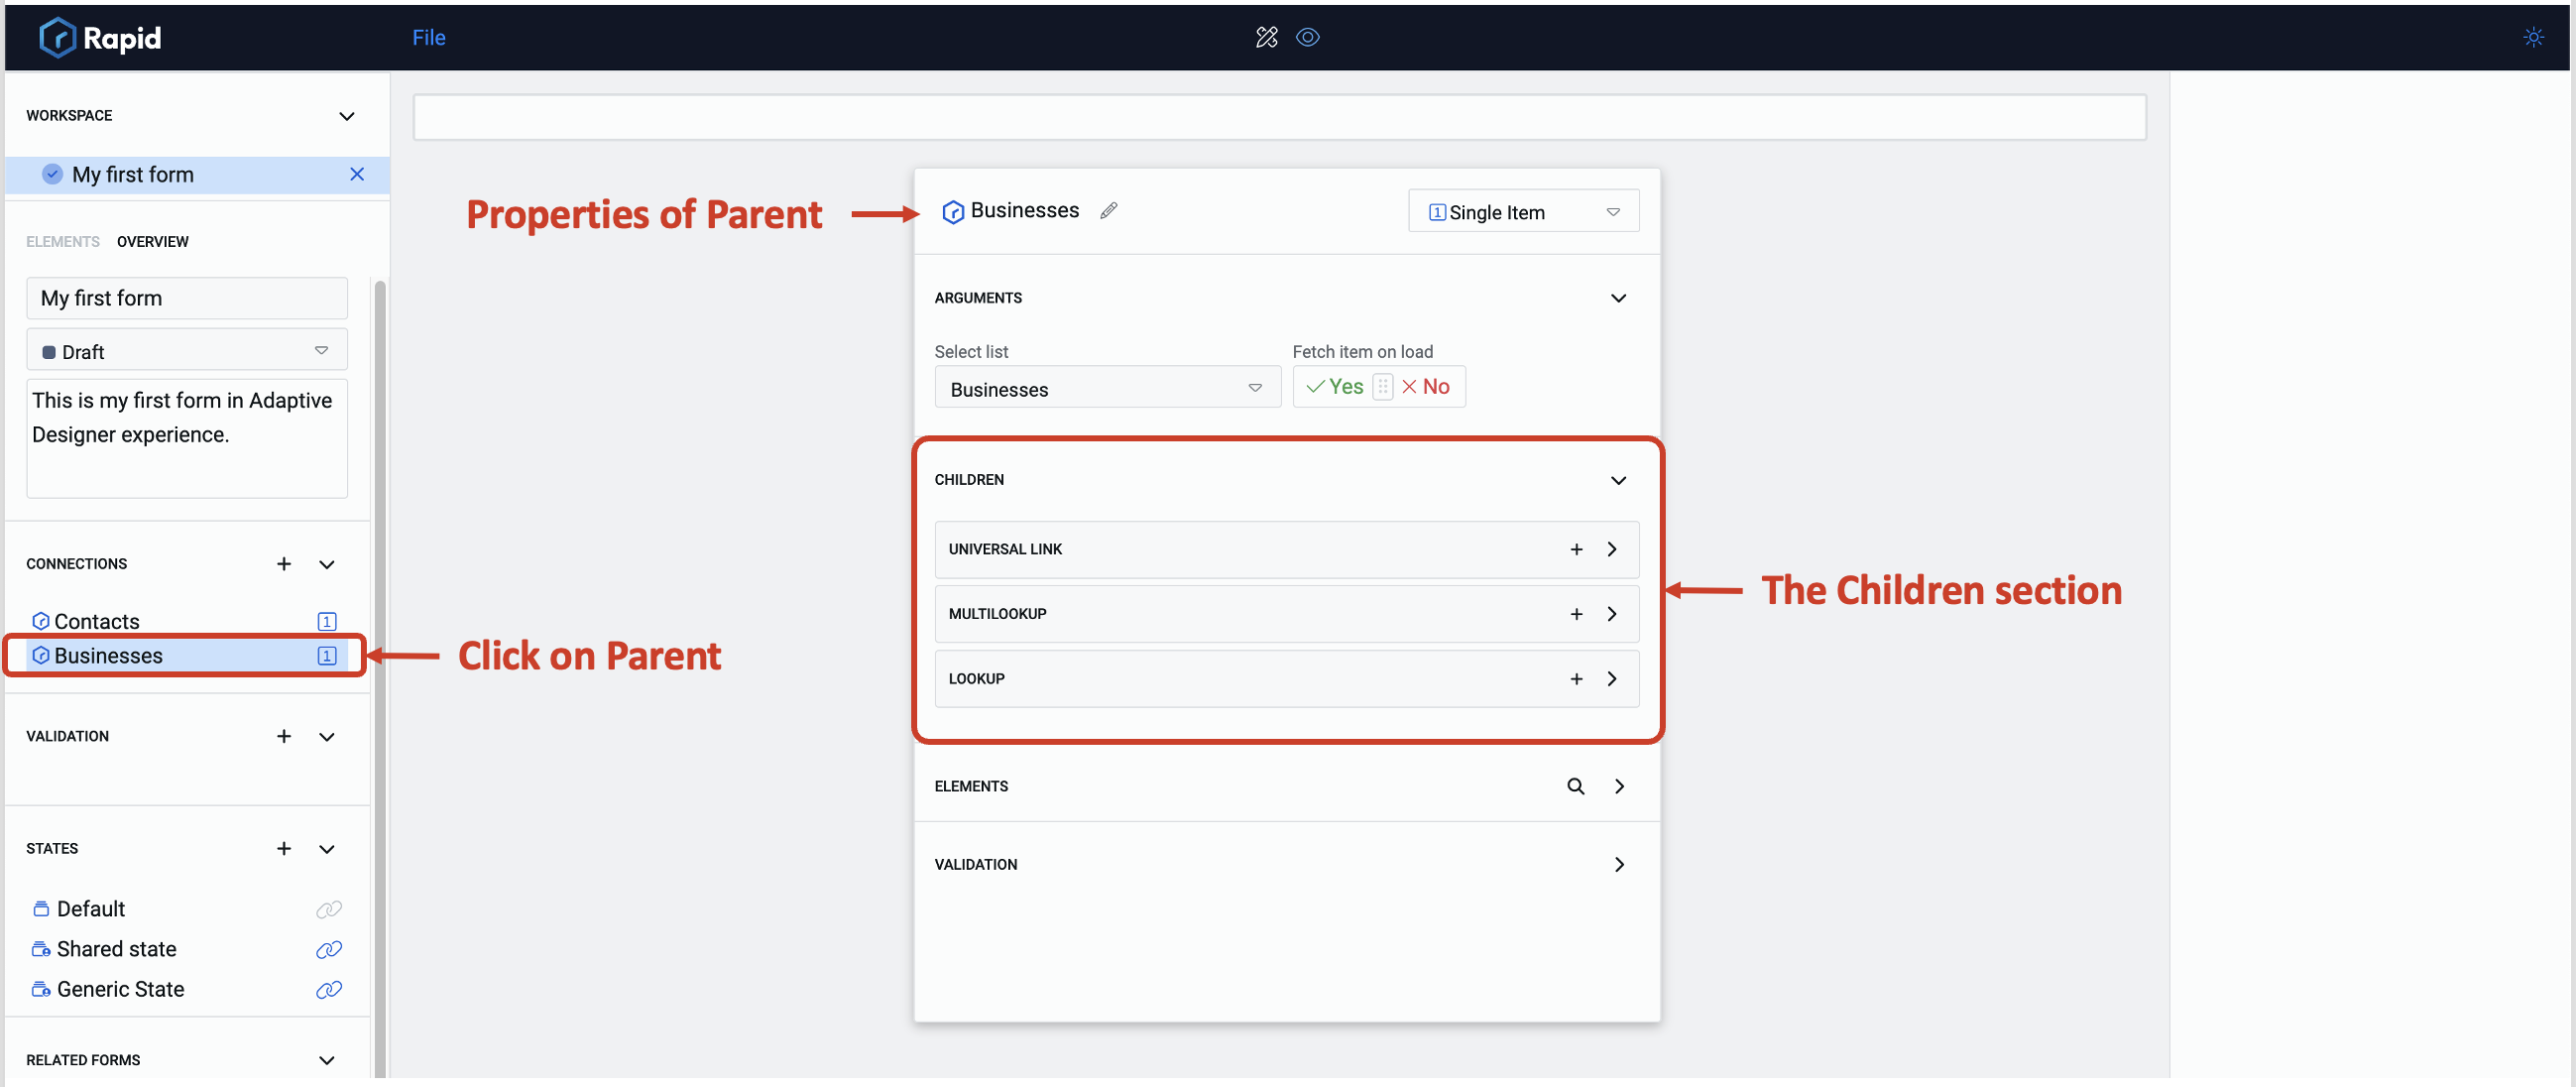 Rapid
File
WORKSPACE
My first form
ELEMENTS OVERVIEW
My first form
Draft
This is my first form in Adaptive
Designer experience.
CONNECTIONS
Contacts 1
Businesses 1
VALIDATION
STATES
Default
Shared state
Generic State
RELATED FORMS
Properties of Parent
Click on Parent
Businesses
1 Single Item
ARGUMENTS
Select list
Fetch item on load
Businesses
Yes No
CHILDREN
UNIVERSAL LINK
MULTILOOKUP
LOOKUP
ELEMENTS
VALIDATION
The Children section